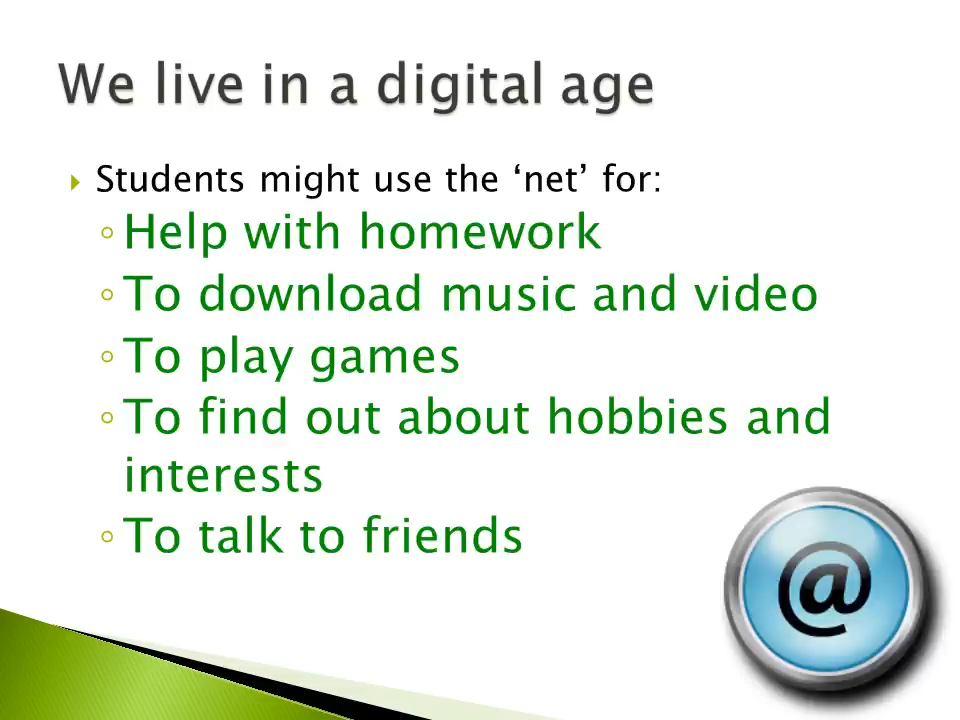 We live in a digital age
Students might use the ‘net’ for:
Help with homework
To download music and video
To play games
To find out about hobbies and
interests
To talk to friends
@